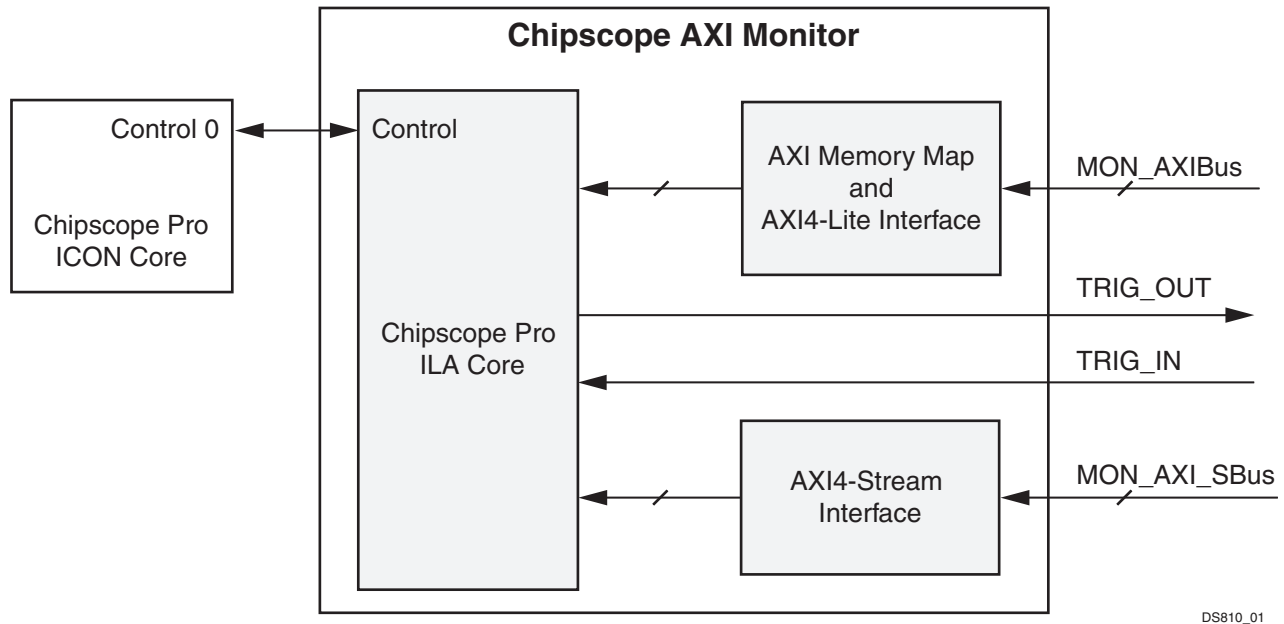 Chipscope AXI Monitor
Control 0
Chipscope Pro
ICON Core
Control
Chipscope Pro
ILA Core
AXI Memory Map
and
AXI4-Lite Interface
MON_AXIBus
TRIG_OUT
TRIG_IN
AXI4-Stream
Interface
MON_AXI_SBus
DS810_01